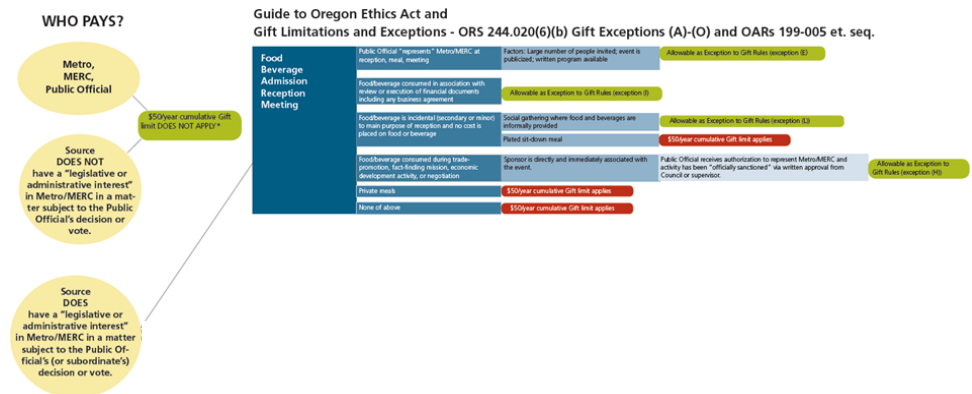 WHO PAYS?
Metro,
MERC,
Public Official
$50/year cumulative Gift
limit DOES NOT APPLY*
Source
DOES NOT
have a "legislative or
administrative interest"
in Metro/MERC in a mat-
ter subject to the Public
Official's decision or
vote.
Source
DOES
have a "legislative or
administrative interest"
in Metro/MERC in a matter
subject to the Public Of-
ficial's (or subordinate's)
decision or vote.
Guide to Oregon Ethics Act and
Gift Limitations and Exceptions - ORS 244.020(6)(b) Gift Exceptions (A)-(O) and OARs 199-005 et. seq.
Food
Beverage
Admission
Reception
Meeting
Public Official "represents" Metro/MERC at
reception, meal, meeting
Factors: Large number of people invited; event is
publicized; written program available
Allowable as Exception to Gift Rules (exception (E)
Food/beverage consumed in association with
review or execution of financial documents
including any business agreement
Allowable as Exception to Gift Rules (exception (I)
Food/beverage is incidental (secondary or minor)
to main purpose of reception and no cost is
placed on food or beverage
Social gathering where food and beverages are
informally provided
Allowable as Exception to Gift Rules (exception (L))
Plated sit-down meal
$50/year cumulative Gift limit applies
Food/beverage consumed during trade-
promotion, fact-finding mission, economic
development activity, or negotiation
Sponsor is directly and immediately associated with
the event.
Public Official receives authorization to represent Metro/MERC and
activity has been "officially sanctioned" via written approval from
Council or supervisor.
Allowable as Exception to
Gift Rules (exception (H))
Private meals
$50/year cumulative Gift limit applies
None of above
$50/year cumulative Gift limit applies